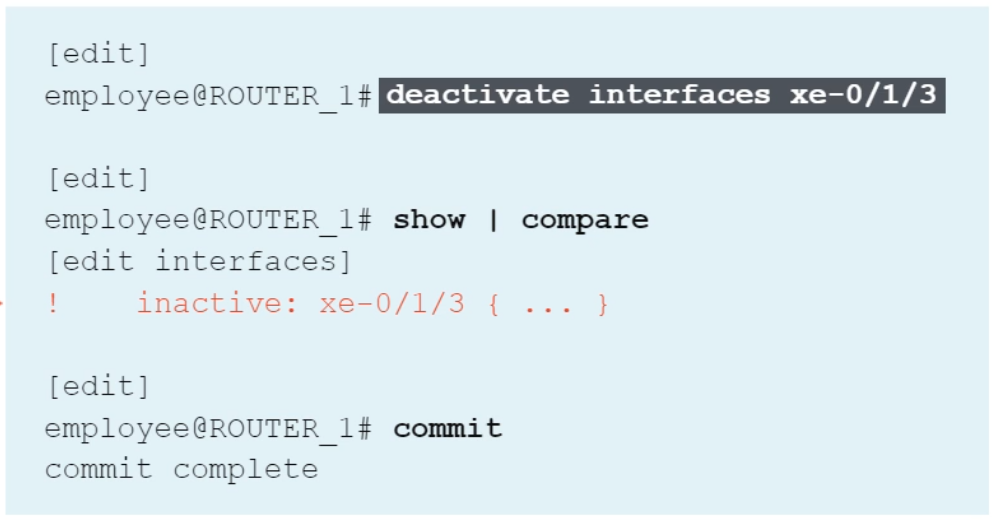 [edit]
employee@ROUTER_1# deactivate interfaces xe-0/1/3
[edit]
employee@ROUTER_1# show | compare
[edit interfaces]
!    inactive: xe-0/1/3 { ... }
[edit]
employee@ROUTER_1# commit
commit complete